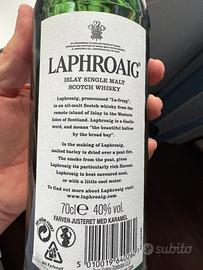 LAPHROAIG®
ISLAY SINGLE MALT
SCOTCH WHISKY
Laphroaig, pronounced "La-froyg",
is an all-malt Scotch Whisky from the
remote island of Islay in the Western
Isles of Scotland. Laphroaig is a Gaelic
word, and means "the beautiful hollow
by the broad bay".
In the making of Laphroaig,
malted barley is dried over a peat fire.
The smoke from the peat, gives
Laphroaig its particularly rich flavour.
Laphroaig is best savoured neat,
or with a little cool water.
To find out more about Laphroaig
visit www.laphroaig.com
70cl e 40% vol.
FARVEN JUSTERET MED KARAMEL
5 010019 640
subito